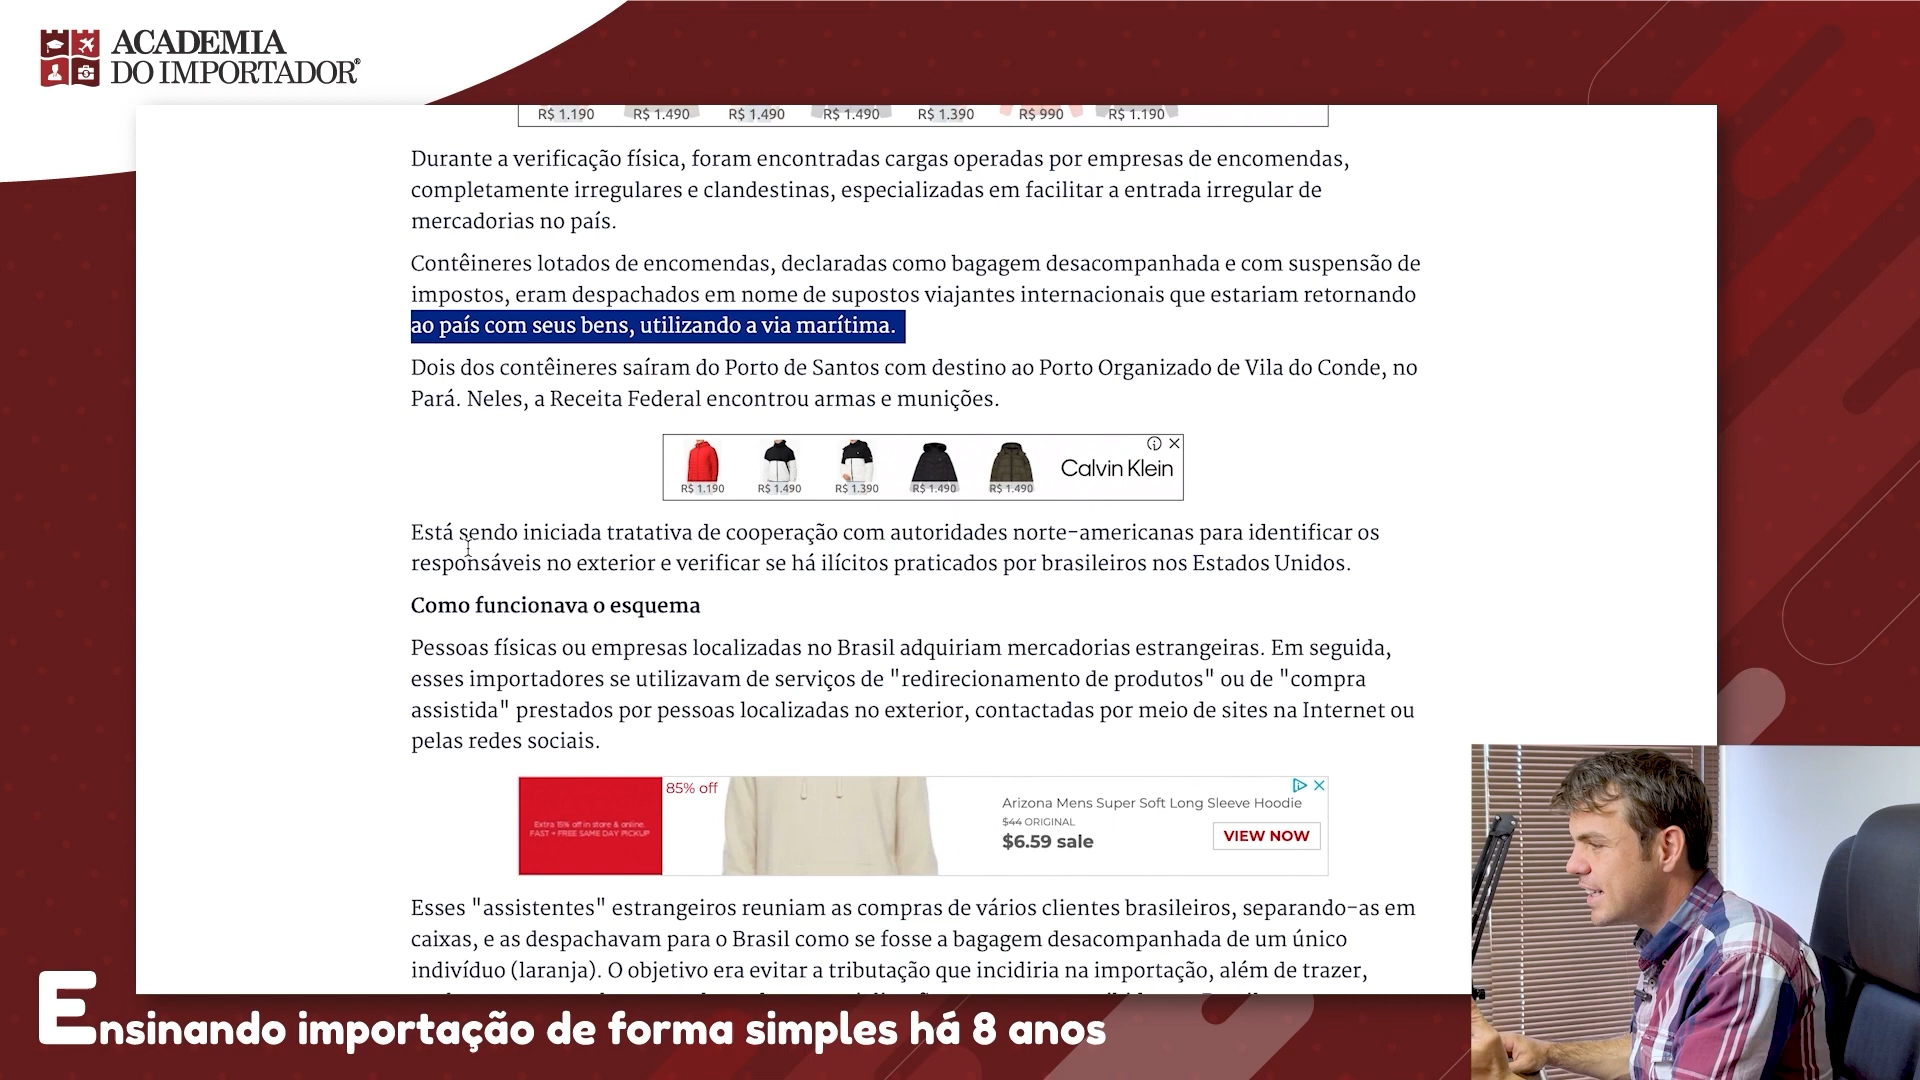 ACADEMIA
DO IMPORTADOR®
R$ 1.190 R$ 1.490 R$ 1.490 R$ 1.490 R$ 1.390 R$ 990 R$ 1.190
Durante a verificação física, foram encontradas cargas operadas por empresas de encomendas,
completamente irregulares e clandestinas, especializadas em facilitar a entrada irregular de
mercadorias no país.
Contêineres lotados de encomendas, declaradas como bagagem desacompanhada e com suspensão de
impostos, eram despachados em nome de supostos viajantes internacionais que estariam retornando
ao país com seus bens, utilizando a via marítima.
Dois dos contêineres saíram do Porto de Santos com destino ao Porto Organizado de Vila do Conde, no
Pará. Neles, a Receita Federal encontrou armas e munições.
R$ 1.190 R$ 1.490 R$ 1.390 R$ 1.490 R$ 1.490
Calvin Klein
Está sendo iniciada tratativa de cooperação com autoridades norte-americanas para identificar os
responsáveis no exterior e verificar se há ilícitos praticados por brasileiros nos Estados Unidos.
Como funcionava o esquema
Pessoas físicas ou empresas localizadas no Brasil adquiriam mercadorias estrangeiras. Em seguida,
esses importadores se utilizavam de serviços de "redirecionamento de produtos" ou de "compra
assistida" prestados por pessoas localizadas no exterior, contactadas por meio de sites na Internet ou
pelas redes sociais.
85% off
Extra 15% off in store & online.
FAST + FREE SAME DAY PICKUP
Arizona Mens Super Soft Long Sleeve Hoodie
$44 ORIGINAL
$6.59 sale
VIEW NOW
Esses "assistentes" estrangeiros reuniam as compras de vários clientes brasileiros, separando-as em
caixas, e as despachavam para o Brasil como se fosse a bagagem desacompanhada de um único
indivíduo (laranja). O objetivo era evitar a tributação que incidiria na importação, além de trazer,
Ensinando importação de forma simples há 8 anos